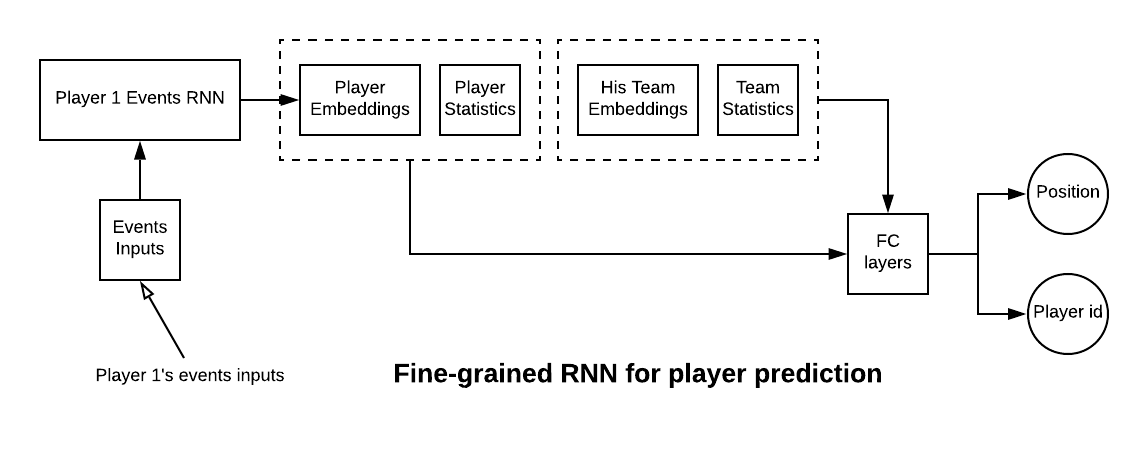 Player 1 Events RNN
Player
Embeddings
Player
Statistics
His Team
Embeddings
Team
Statistics
Events
Inputs
FC
layers
Position
Player id
Player 1's events inputs
Fine-grained RNN for player prediction